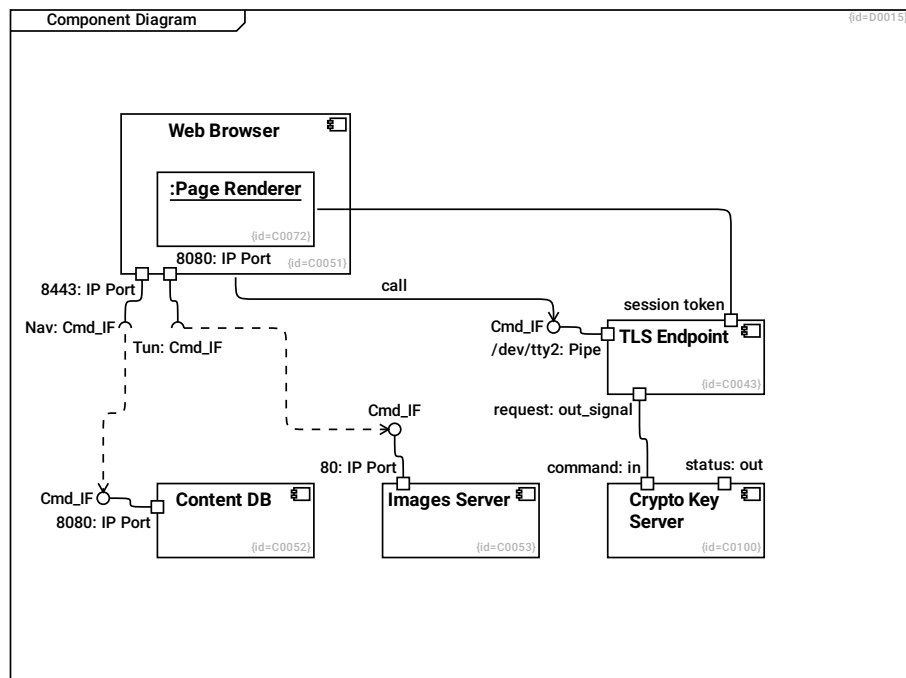 Component Diagram
{id=D0015}
Web Browser
:Page Renderer
{id=C0072}
8080: IP Port
{id=C0051}
8443: IP Port
call
session token
Nav: Cmd_IF
Cmd_IF
TLS Endpoint
Tun: Cmd_IF
/dev/tty2: Pipe
{id=C0043}
Cmd_IF
request: out_signal
80: IP Port
command: in
status: out
Cmd_IF
Content DB
Images Server
Crypto Key
Server
8080: IP Port
{id=C0052}
{id=C0053}
{id=C0100}